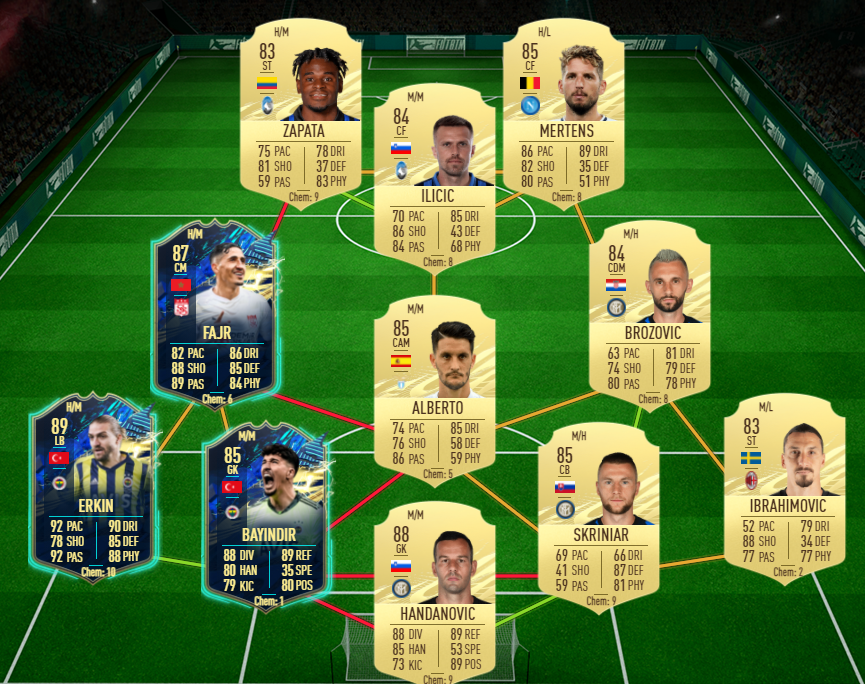 H/M
83
ST
ZAPATA
75 PAC 78 DRI
81 SHO 37 DEF
59 PAS 83 PHY
Chem: 9
M/M
84
CF
ILICIC
70 PAC 85 DRI
86 SHO 43 DEF
84 PAS 68 PHY
Chem: 8
H/L
85
CF
MERTENS
86 PAC 89 DRI
82 SHO 35 DEF
80 PAS 51 PHY
Chem: 8
H/M
87
CM
FAJR
82 PAC 86 DRI
88 SHO 85 DEF
89 PAS 84 PHY
Chem: 6
M/M
85
CAM
ALBERTO
74 PAC 85 DRI
76 SHO 58 DEF
86 PAS 59 PHY
Chem: 5
M/H
84
CDM
BROZOVIC
63 PAC 81 DRI
74 SHO 79 DEF
80 PAS 78 PHY
Chem: 8
H/M
89
LB
ERKIN
92 PAC 90 DRI
78 SHO 85 DEF
92 PAS 88 PHY
Chem: 10
M/M
85
GK
BAYINDIR
88 DIV 89 REF
80 HAN 35 SPE
79 KIC 80 POS
Chem: 1
M/M
88
GK
HANDANOVIC
88 DIV 89 REF
85 HAN 53 SPE
73 KIC 89 POS
Chem: 9
M/H
85
CB
SKRINIAR
69 PAC 66 DRI
41 SHO 87 DEF
59 PAS 81 PHY
Chem: 9
M/L
83
ST
IBRAHIMOVIC
52 PAC 79 DRI
88 SHO 34 DEF
77 PAS 77 PHY
Chem: 2